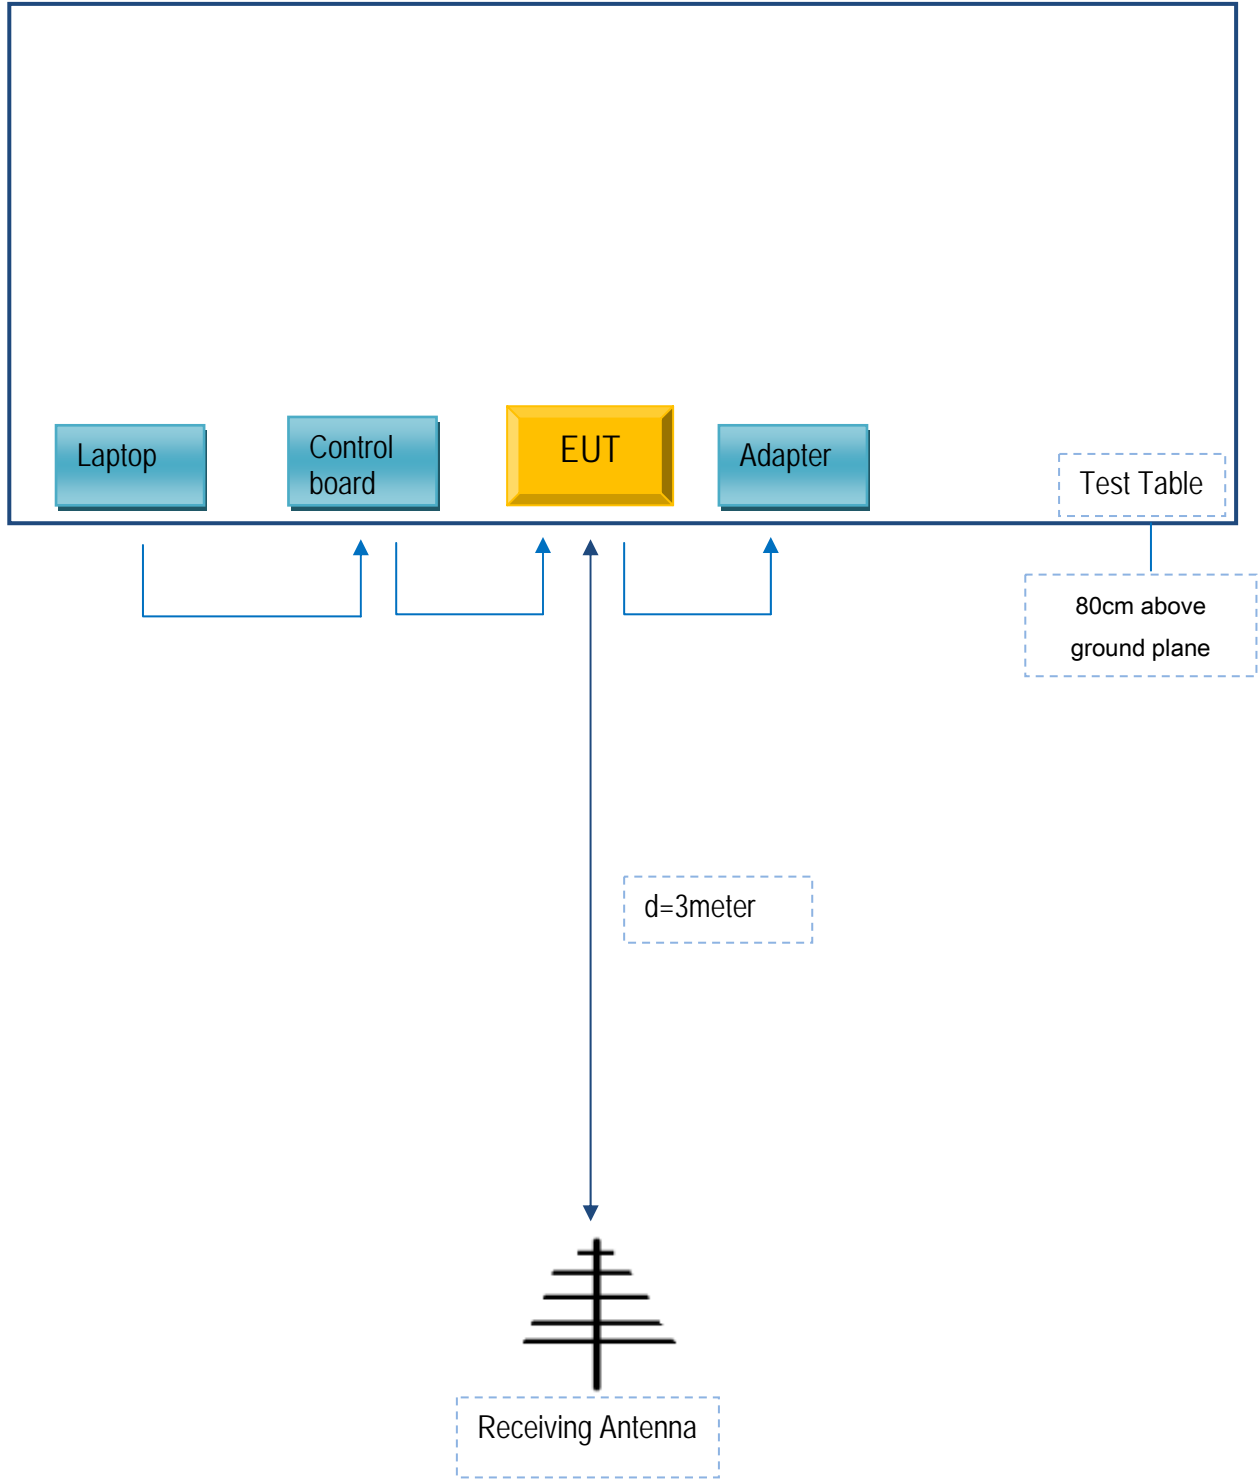 Laptop
Control
board
EUT
Adapter
Test Table
80cm above
ground plane
d=3meter
Receiving Antenna